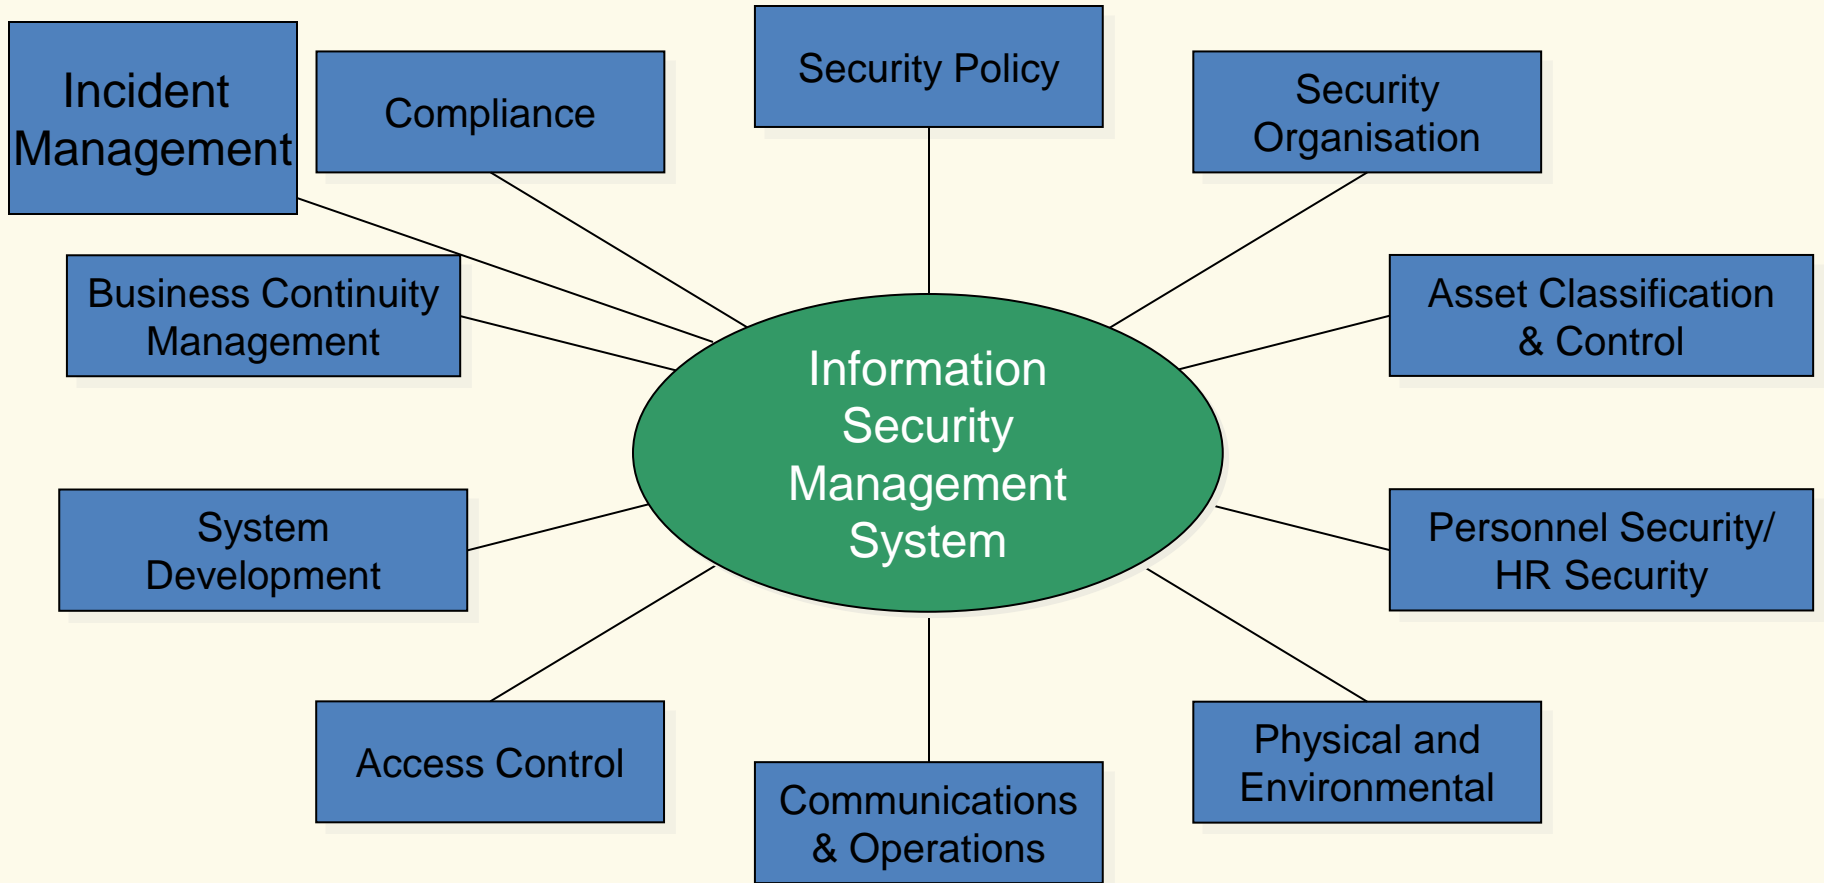 Incident
Management
Compliance
Security Policy
Security
Organisation
Business Continuity
Management
Asset Classification
& Control
Information
Security
Management
System
System
Development
Personnel Security/
HR Security
Access Control
Communications
& Operations
Physical and
Environmental